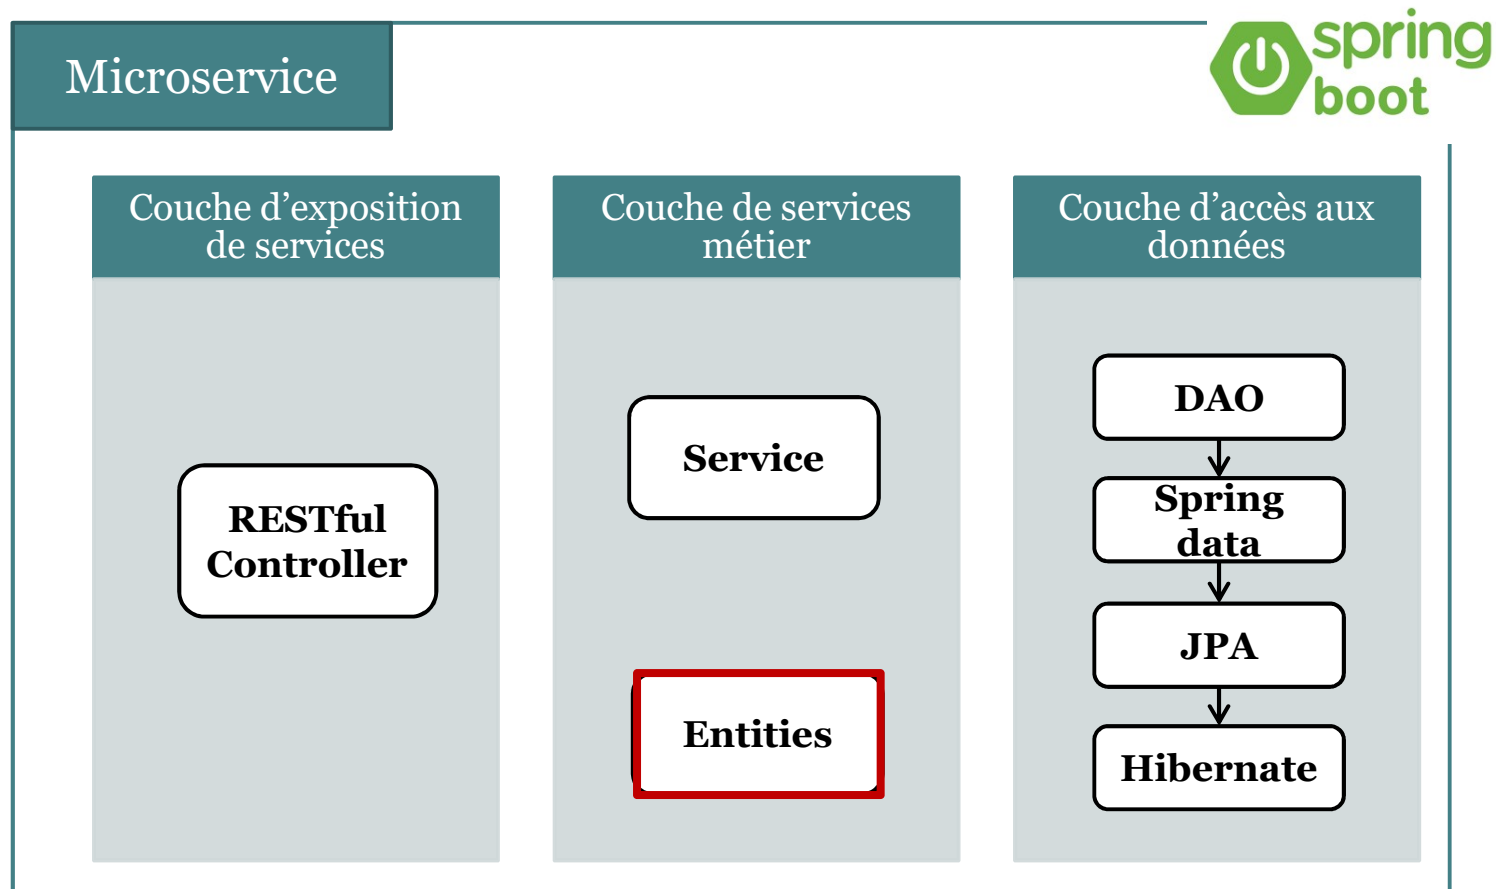 Microservice
spring
boot
Couche d’exposition
de services
Couche de services
métier
Couche d’accès aux
données
RESTful
Controller
Service
Entities
DAO
Spring
data
JPA
Hibernate